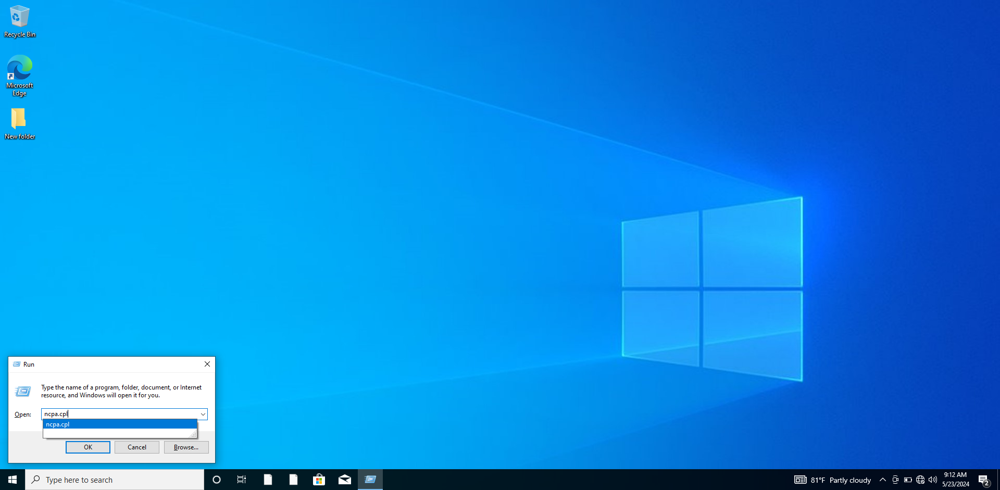 Recycle Bin
Microsoft
Edge
New folder
Run
Type the name of a program, folder, document, or Internet
resource, and Windows will open it for you.
Open: ncpa.cpl
ncpa.cpl
OK Cancel Browse...
Type here to search
81°F Partly cloudy
9:12 AM
5/23/2024
2